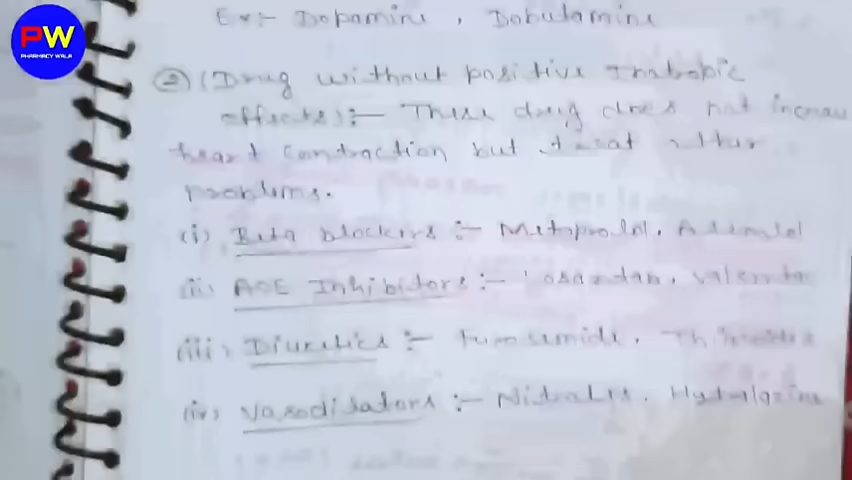 PW
PHARMACY WALA
Ex:- Dopamine, Dobutamine
② (Drug without positive Inotropic
effects):- These drug does not increase
heart contraction but treat other
problems.
(i) Beta blockers :- Metoprolol, Atenolol
(ii) ACE Inhibitors :- Losartan, Valsartan
(iii) Diuretics :- furosemide, Thiazides
(iv) Vasodilators :- Nitrates, Hydralazine